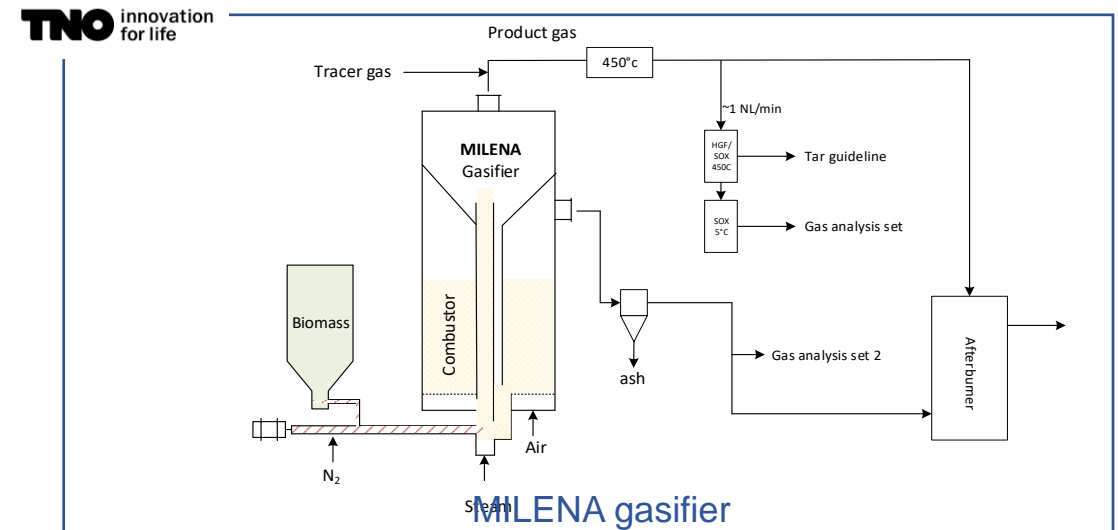 TNO innovation
for life
Product gas
Tracer gas
450°c
~1 NL/min
MILENA
Gasifier
HGF/
SOX
450C
Tar guideline
SOX
5°C
Gas analysis set
Biomass
Combustor
Afterburner
Gas analysis set 2
ash
Air
N₂
Steam
MILENA gasifier